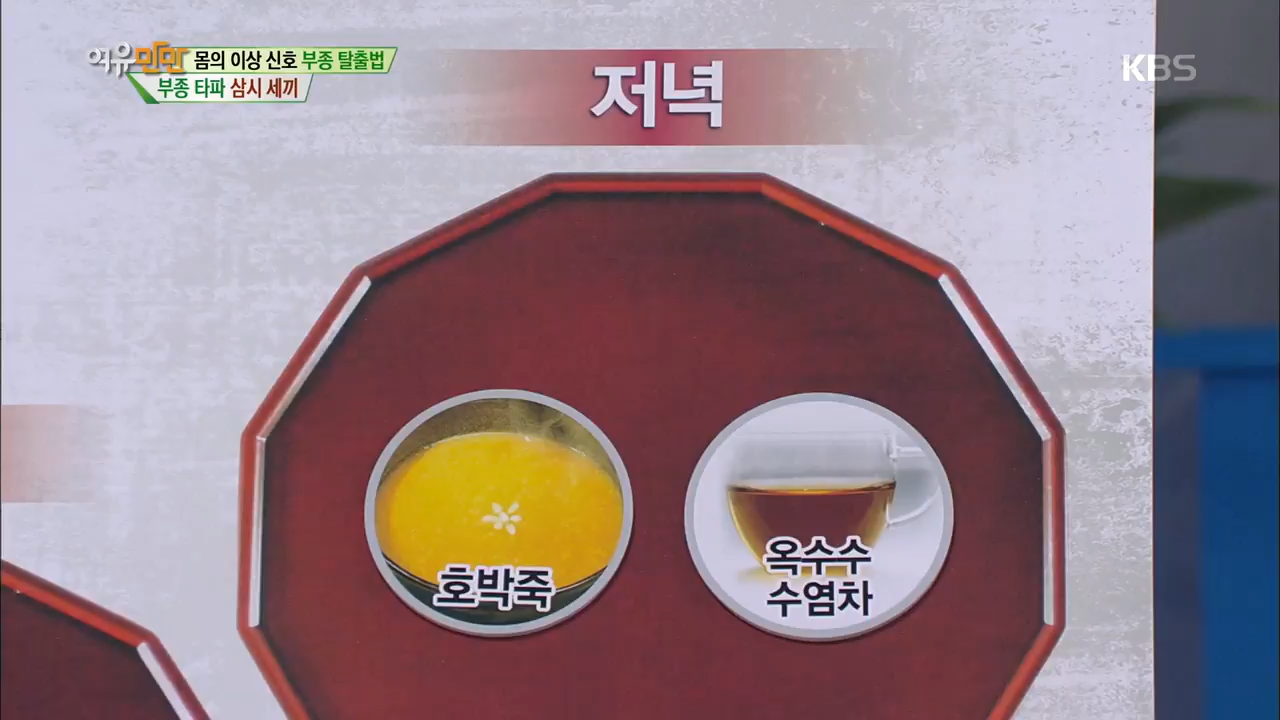 여유만만 몸의 이상 신호 부종 탈출법
부종 타파 삼시 세끼
KBS
저녁
호박죽
옥수수
수염차